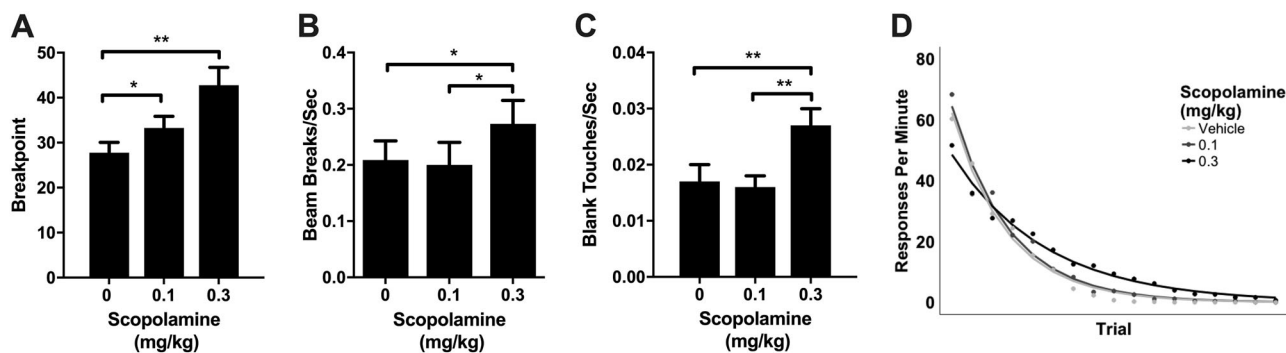 A
**
*
50
40
30
20
10
0
Breakpoint
0 0.1 0.3
Scopolamine
(mg/kg)
B
*
*
0.4
0.3
0.2
0.1
0.0
Beam Breaks/Sec
0 0.1 0.3
Scopolamine
(mg/kg)
C
**
**
0.04
0.03
0.02
0.01
0.00
Blank Touches/Sec
0 0.1 0.3
Scopolamine
(mg/kg)
D
80
60
40
20
0
Responses Per Minute
Scopolamine
(mg/kg)
Vehicle
0.1
0.3
Trial